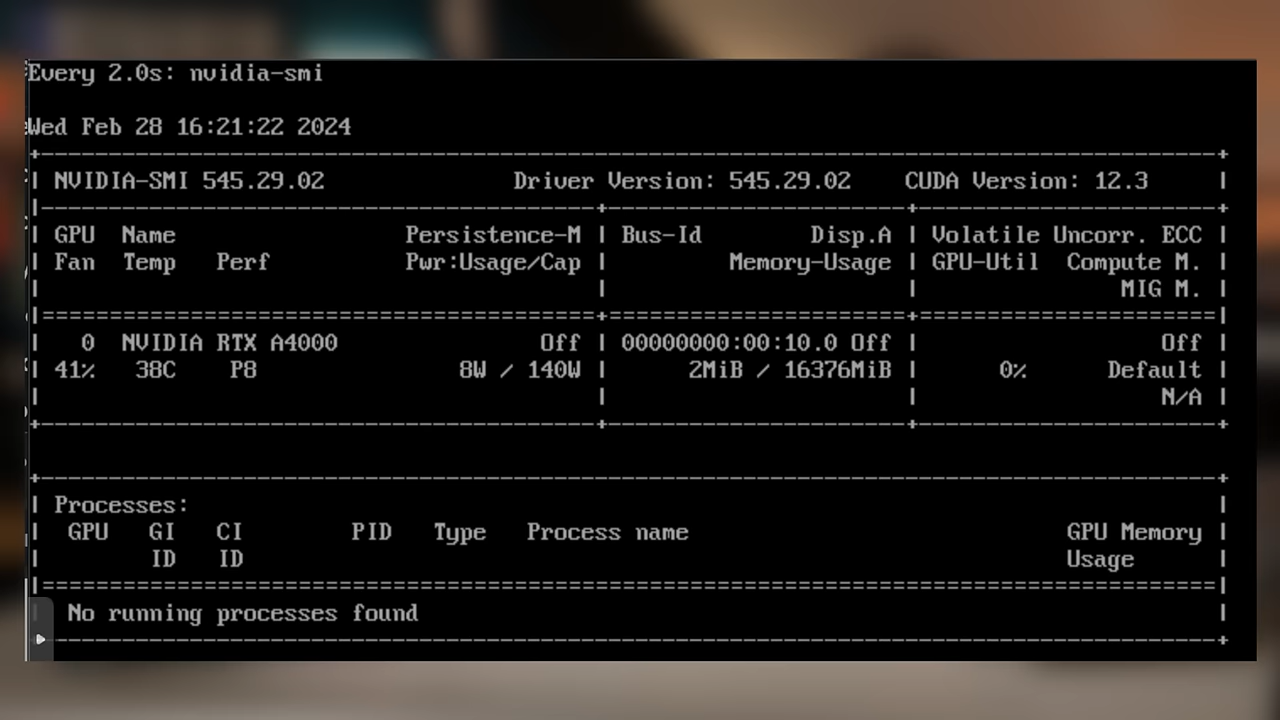 Every 2.0s: nvidia-smi
Wed Feb 28 16:21:22 2024
+---------------------------------------------------------------------------------------+
| NVIDIA-SMI 545.29.02              Driver Version: 545.29.02    CUDA Version: 12.3     |
|-----------------------------------------+----------------------+----------------------+
| GPU  Name                 Persistence-M | Bus-Id        Disp.A | Volatile Uncorr. ECC |
| Fan  Temp   Perf          Pwr:Usage/Cap |         Memory-Usage | GPU-Util  Compute M. |
|                                         |                      |               MIG M. |
|=========================================+======================+======================|
|   0  NVIDIA RTX A4000               Off | 00000000:00:10.0 Off |                  Off |
| 41%   38C    P8               8W / 140W |      2MiB / 16376MiB |      0%      Default |
|                                         |                      |                  N/A |
+-----------------------------------------+----------------------+----------------------+
+---------------------------------------------------------------------------------------+
| Processes:                                                                            |
|  GPU   GI   CI        PID   Type   Process name                            GPU Memory |
|        ID   ID                                                             Usage      |
|=======================================================================================|
|  No running processes found                                                           |
+---------------------------------------------------------------------------------------+